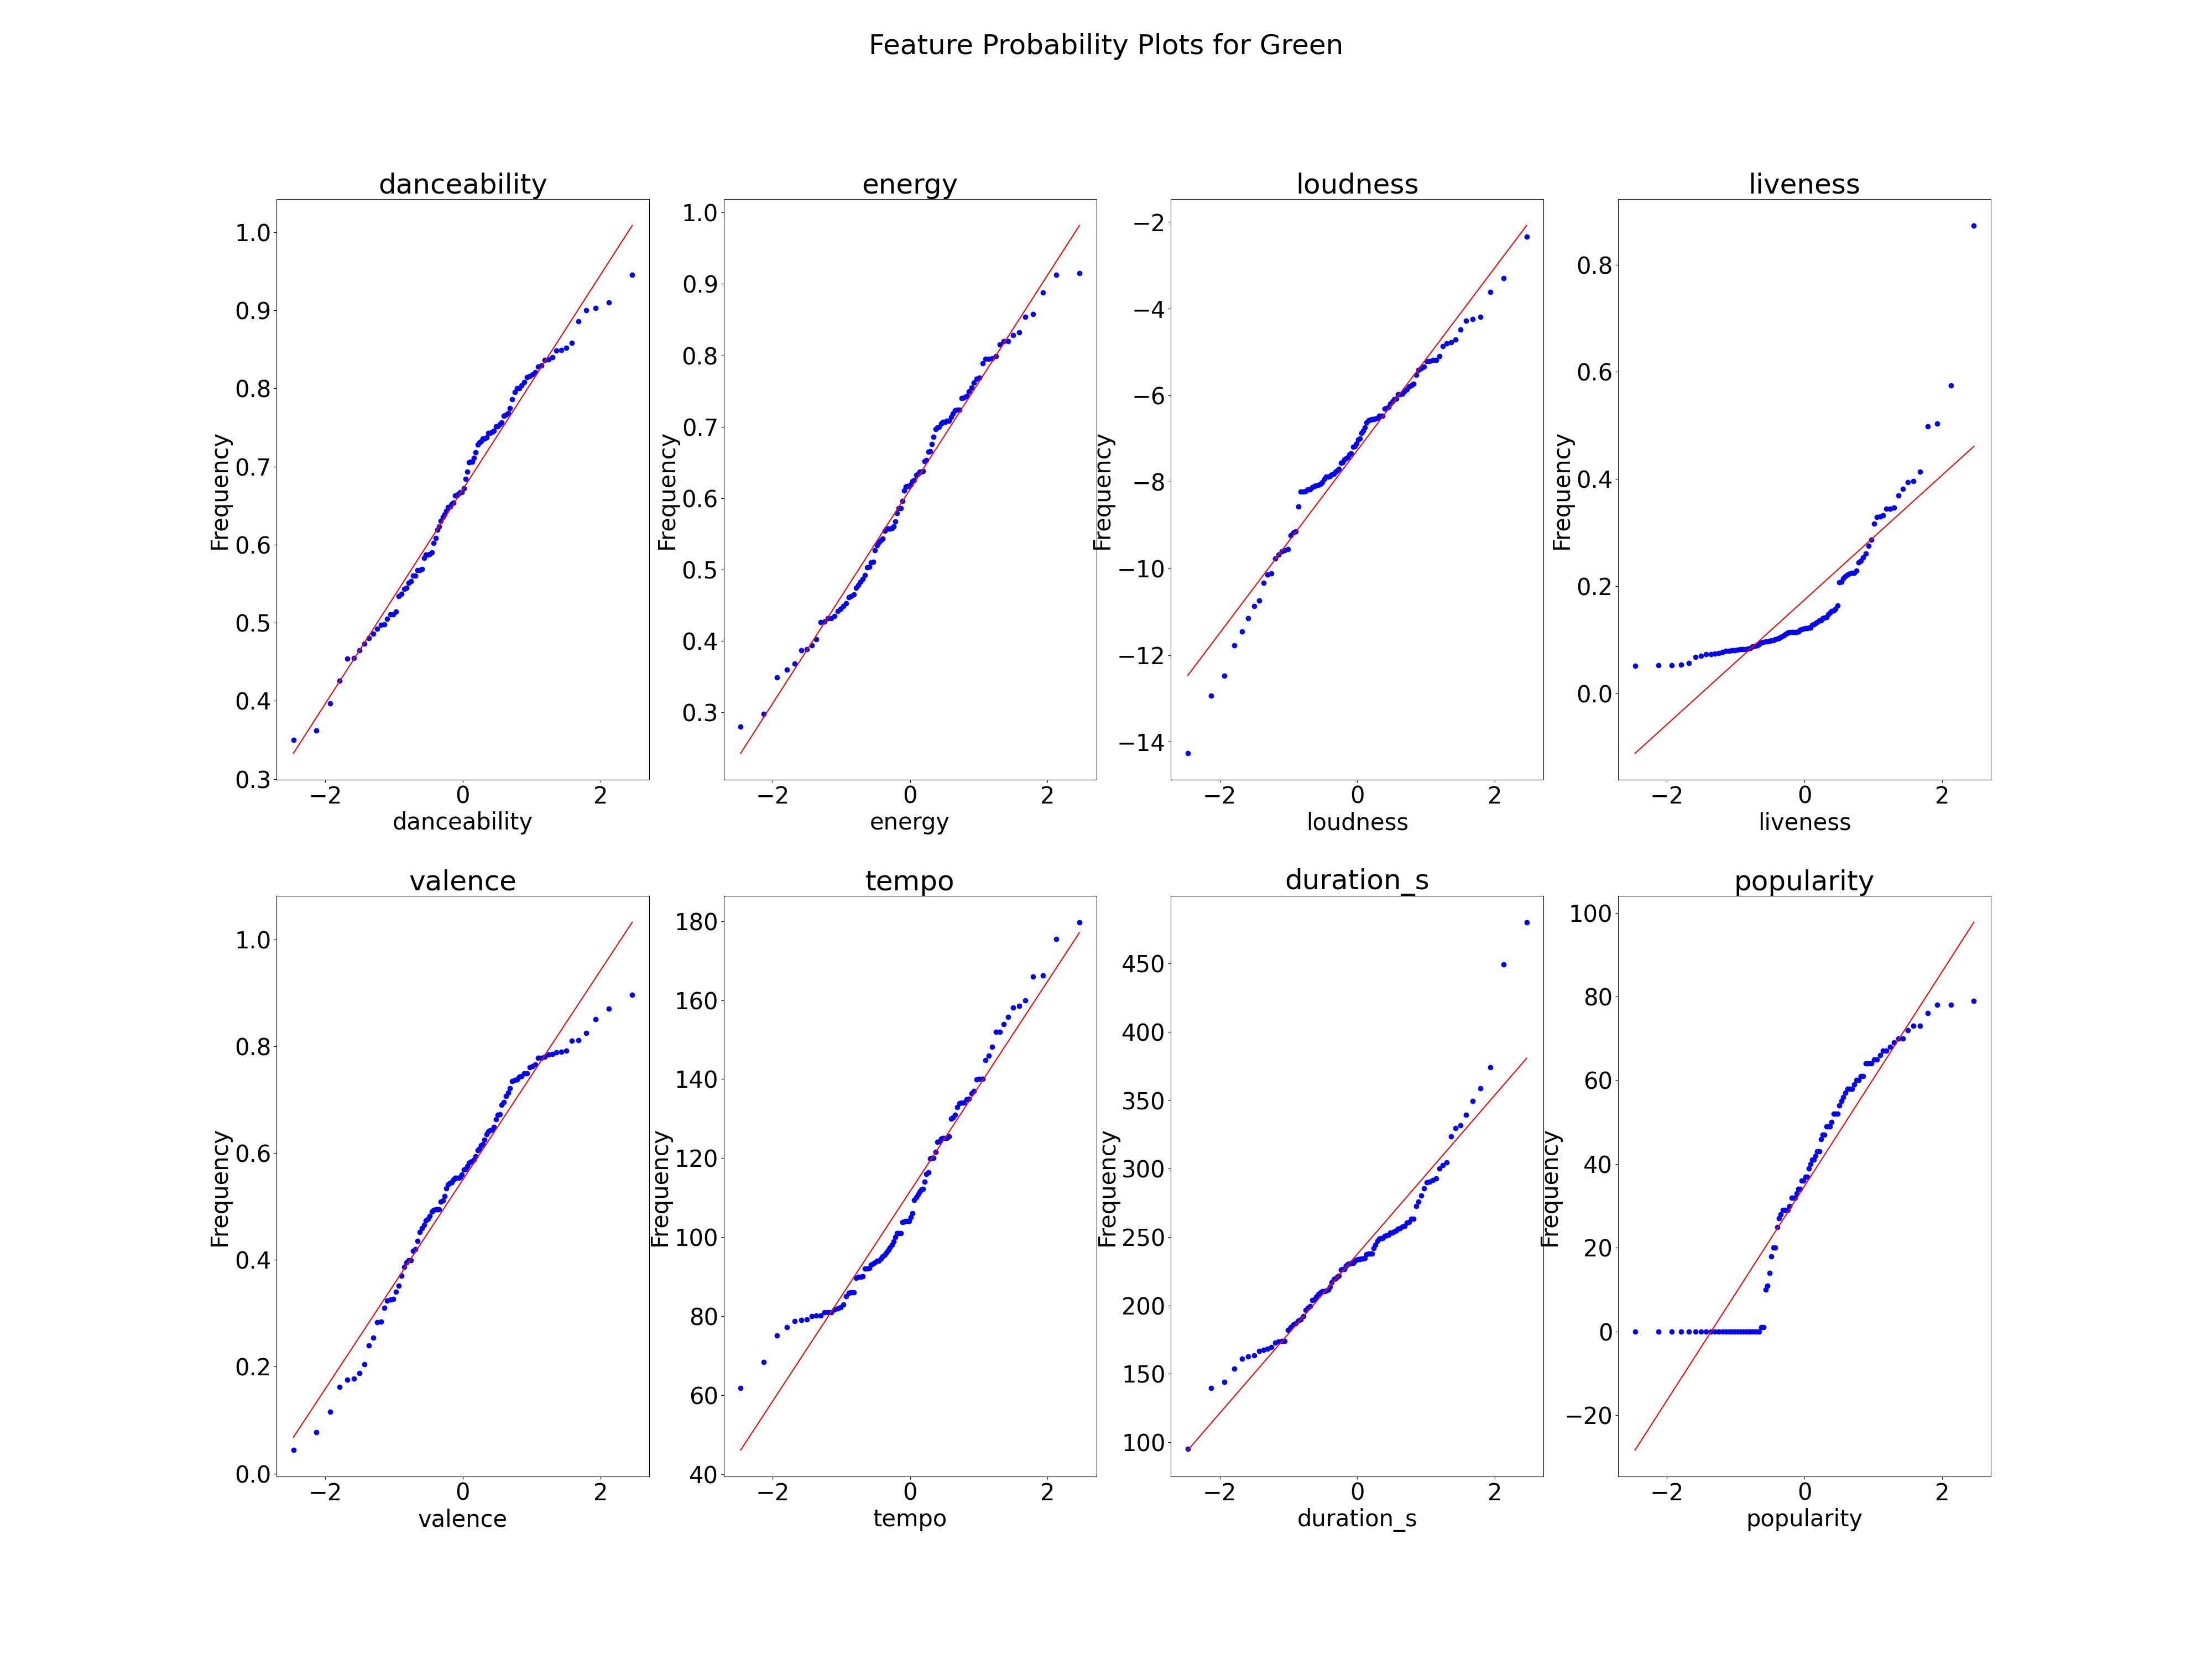 Feature Probability Plots for Green
danceability
energy
loudness
liveness
Frequency
1.0
0.9
0.8
0.7
0.6
0.5
0.4
0.3
−2 0 2
danceability
Frequency
1.0
0.9
0.8
0.7
0.6
0.5
0.4
0.3
−2 0 2
energy
Frequency
−2
−4
−6
−8
−10
−12
−14
−2 0 2
loudness
Frequency
0.8
0.6
0.4
0.2
0.0
−2 0 2
liveness
valence
tempo
duration_s
popularity
Frequency
1.0
0.8
0.6
0.4
0.2
0.0
−2 0 2
valence
Frequency
180
160
140
120
100
80
60
40
−2 0 2
tempo
Frequency
450
400
350
300
250
200
150
100
−2 0 2
duration_s
Frequency
100
80
60
40
20
0
−20
−2 0 2
popularity